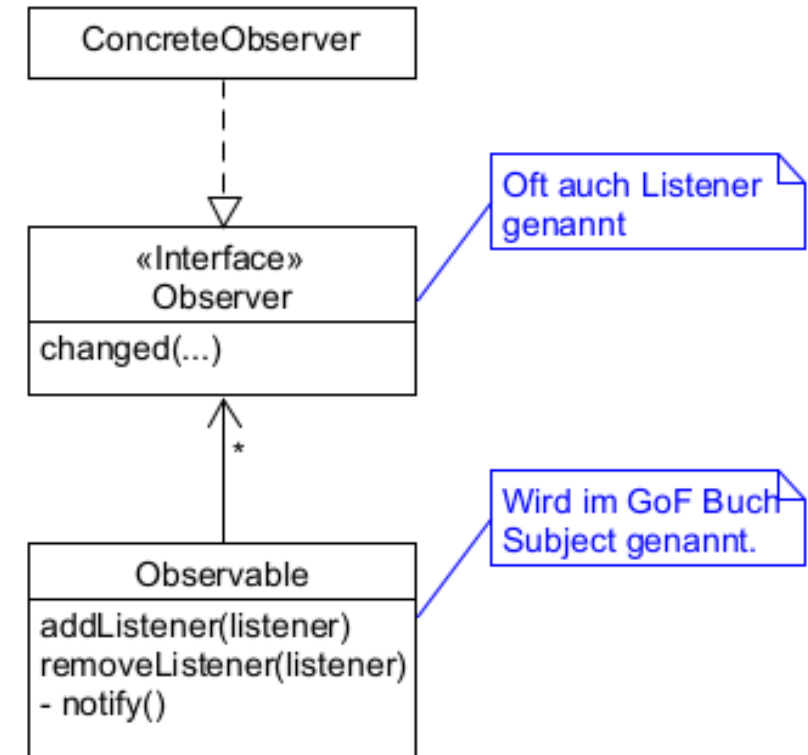 ConcreteObserver
Oft auch Listener
genannt
«Interface»
Observer
changed(...)
*
Wird im GoF Buch
Subject genannt.
Observable
addListener(listener)
removeListener(listener)
- notify()